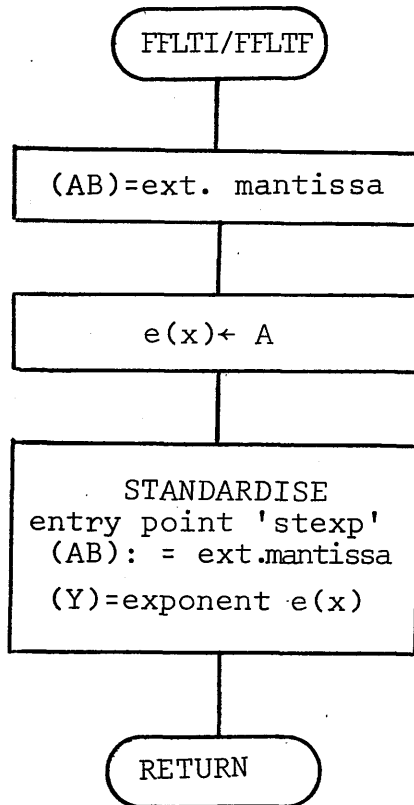 FFLTI/FFLTF
(AB)=ext. mantissa
e(x)← A
STANDARDISE
entry point 'stexp'
(AB): = ext.mantissa
(Y)=exponent e(x)
RETURN